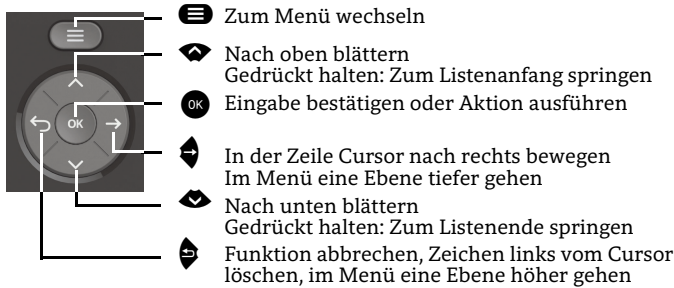 Zum Menü wechseln
Nach oben blättern
Gedrückt halten: Zum Listenanfang springen
OK
OK
Eingabe bestätigen oder Aktion ausführen
In der Zeile Cursor nach rechts bewegen
Im Menü eine Ebene tiefer gehen
Nach unten blättern
Gedrückt halten: Zum Listenende springen
Funktion abbrechen, Zeichen links vom Cursor
löschen, im Menü eine Ebene höher gehen